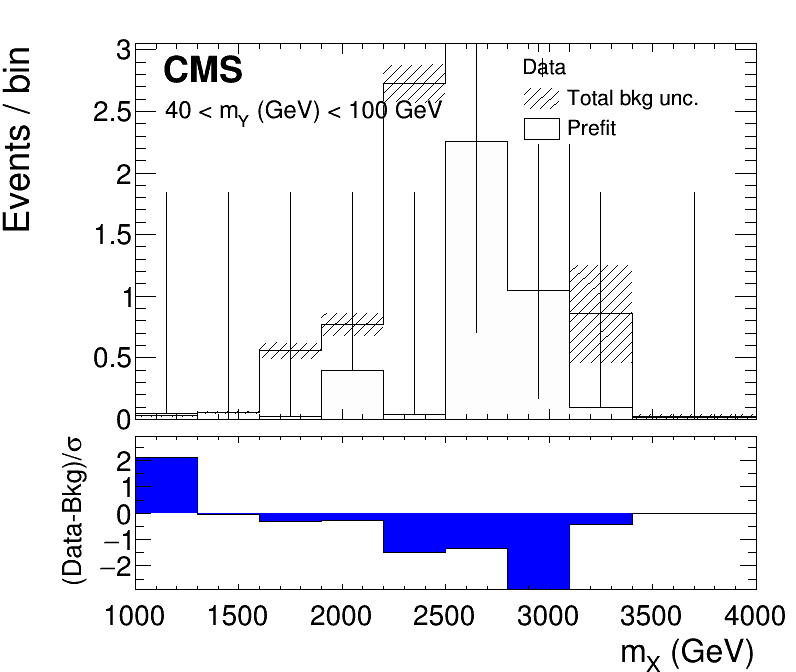 Events / bin
3
2.5
2
1.5
1
0.5
0
CMS
40 < m_Y (GeV) < 100 GeV
Data
Total bkg unc.
Prefit
(Data-Bkg)/σ
2
1
0
−1
−2
1000 1500 2000 2500 3000 3500 4000
m_X (GeV)